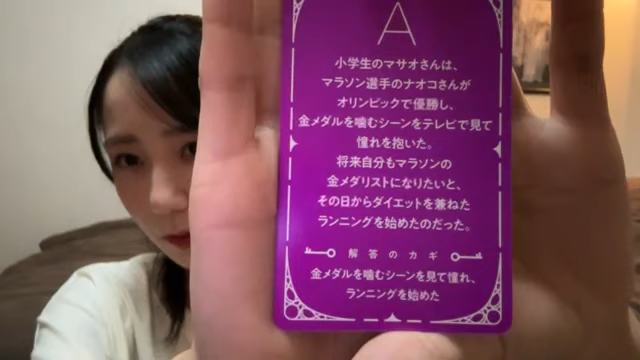 A
小学生のマサオさんは、
マラソン選手のナオコさんが
オリンピックで優勝し、
金メダルを噛むシーンをテレビで見て
憧れを抱いた。
将来自分もマラソンの
金メダリストになりたいと、
その日からダイエットを兼ねた
ランニングを始めたのだった。
解答のカギ
金メダルを噛むシーンを見て憧れ、
ランニングを始めた